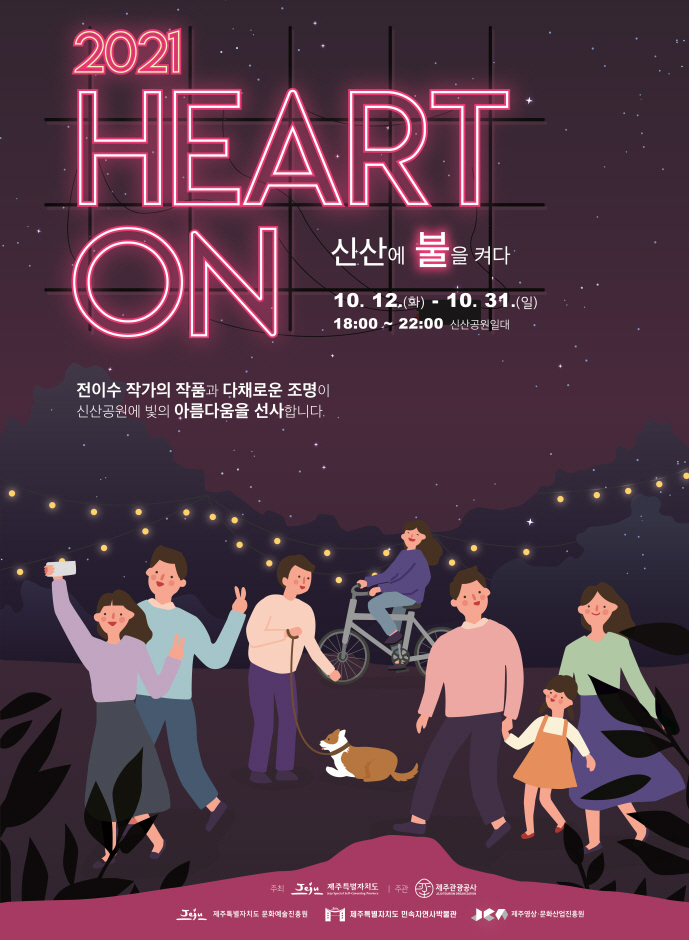 2021
HEART
ON
신산에 불을 켜다
10. 12.(화) - 10. 31.(일)
18:00 ~ 22:00 신산공원일대
전이수 작가의 작품과 다채로운 조명이
신산공원에 빛의 아름다움을 선사합니다.
주최 Jeju 제주특별자치도 | 주관 제주관광공사
Jeju 제주특별자치도 문화예술진흥원 제주특별자치도 민속자연사박물관 제주영상·문화산업진흥원